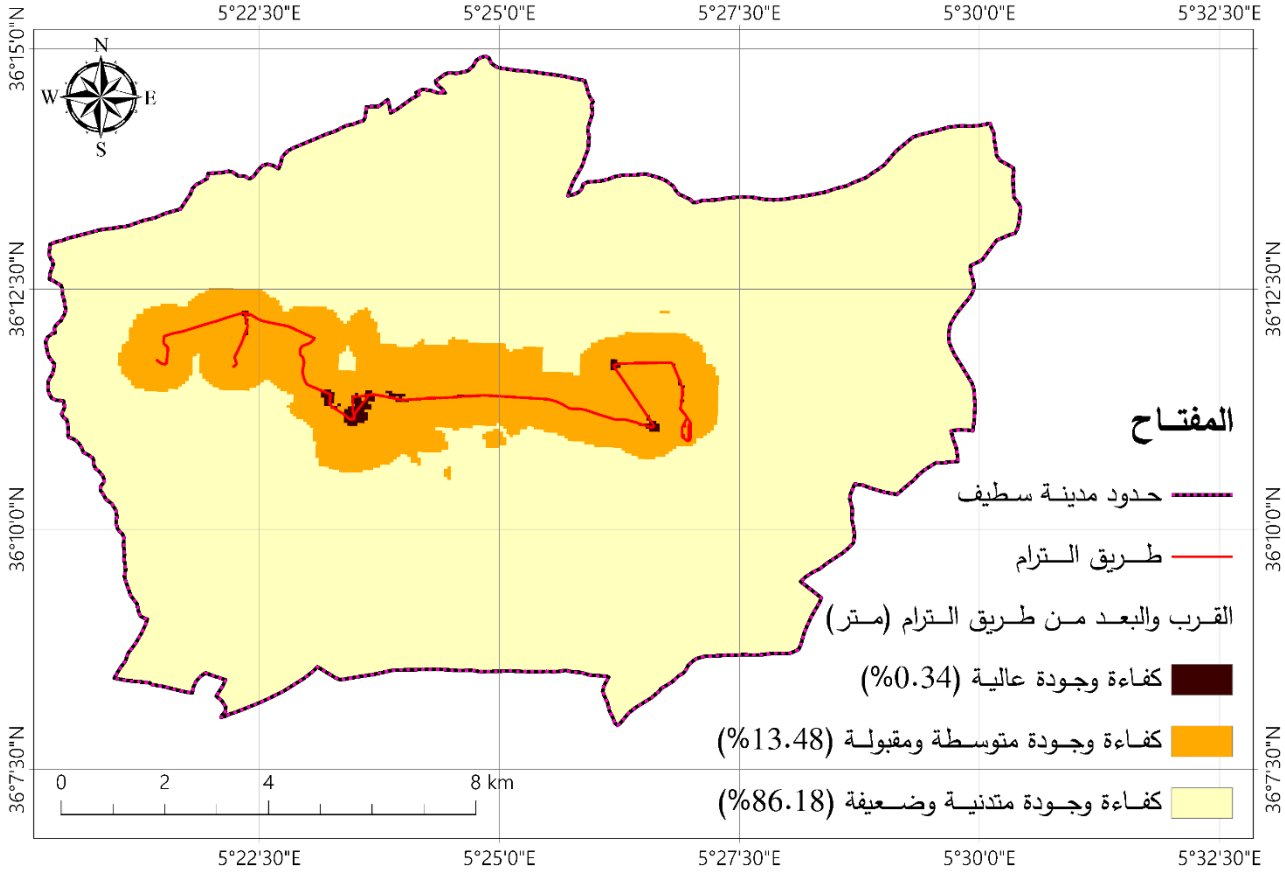 5°22'30"E 5°25'0"E 5°27'30"E 5°30'0"E 5°32'30"E
36°15'0"N 36°15'0"N
N
W E
S
36°12'30"N 36°12'30"N
المفتاح
حدود مدينة سطيف
36°10'0"N 36°10'0"N
طريق الترام
القرب والبعد من طريق الترام (متر)
كفاءة وجودة عالية (0.34%)
كفاءة وجودة متوسطة ومقبولة (13.48%)
36°7'30"N 36°7'30"N
0 2 4 8 km
كفاءة وجودة متدنية وضعيفة (86.18%)
5°22'30"E 5°25'0"E 5°27'30"E 5°30'0"E 5°32'30"E